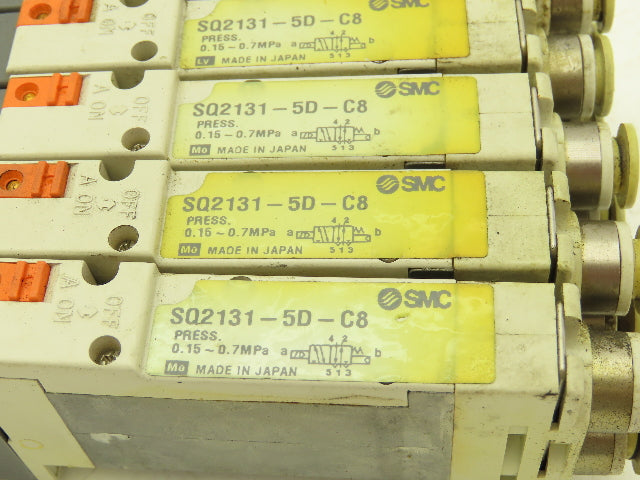 SMC
SQ2131-5D-C8
PRESS.
0.15~0.7MPa a 4 2 b
5 1 3
LV MADE IN JAPAN
OFF
A ON
SMC
SQ2131-5D-C8
PRESS.
0.15~0.7MPa a 4 2 b
5 1 3
Mo MADE IN JAPAN
OFF
A ON
SMC
SQ2131-5D-C8
PRESS.
0.15~0.7MPa a 4 2 b
5 1 3
Mo MADE IN JAPAN
OFF
A ON
SMC
SQ2131-5D-C8
PRESS.
0.15~0.7MPa a 4 2 b
5 1 3
Mo MADE IN JAPAN
OFF
A ON